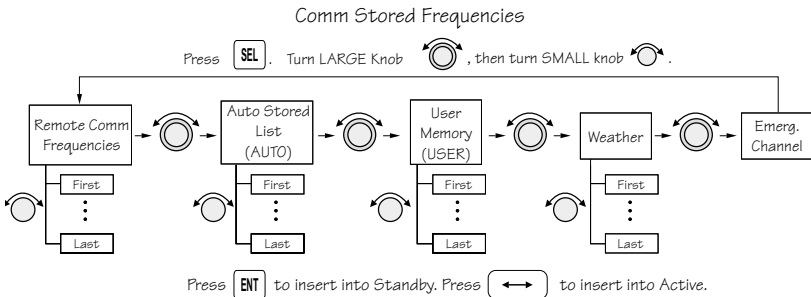 Comm Stored Frequencies
Press SEL. Turn LARGE Knob , then turn SMALL knob .
Remote Comm
Frequencies
Auto Stored
List
(AUTO)
User
Memory
(USER)
Weather
Emerg.
Channel
First
Last
First
Last
First
Last
First
Last
Press ENT to insert into Standby. Press ↔ to insert into Active.